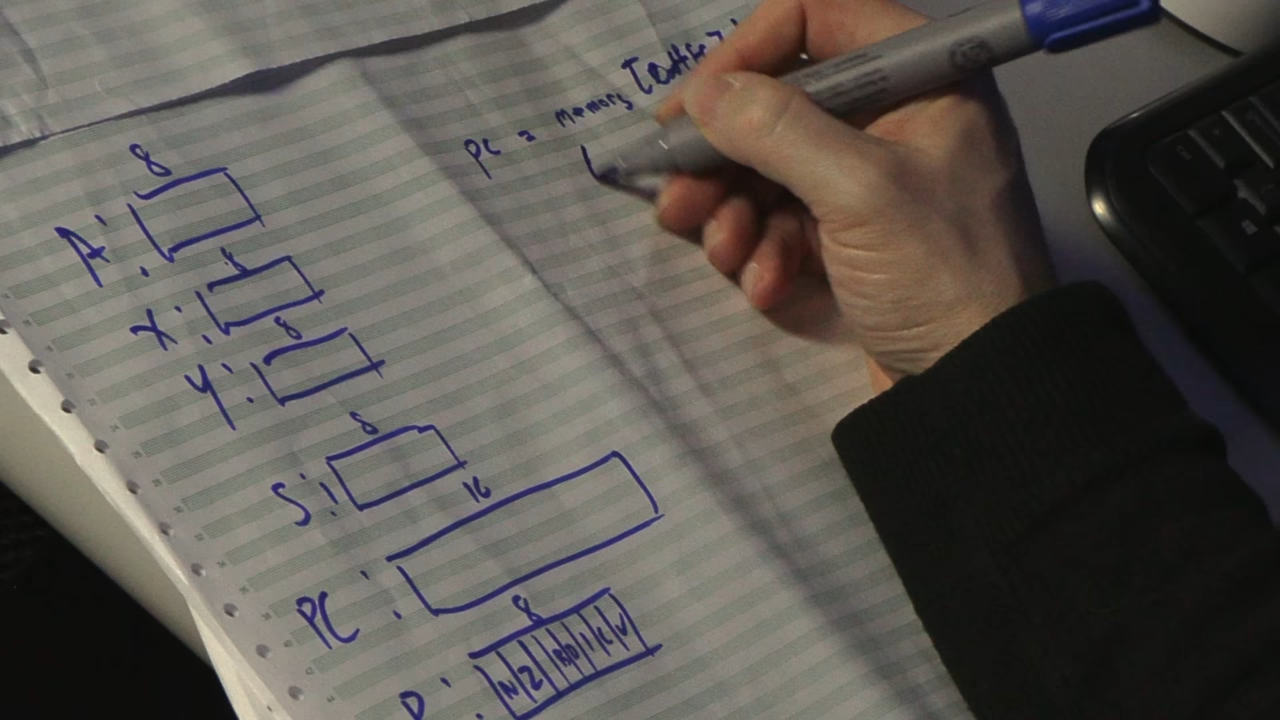 PC = memory
8
A:
8
X:
8
Y:
8
S:
16
PC:
8
P: N Z B D I C V